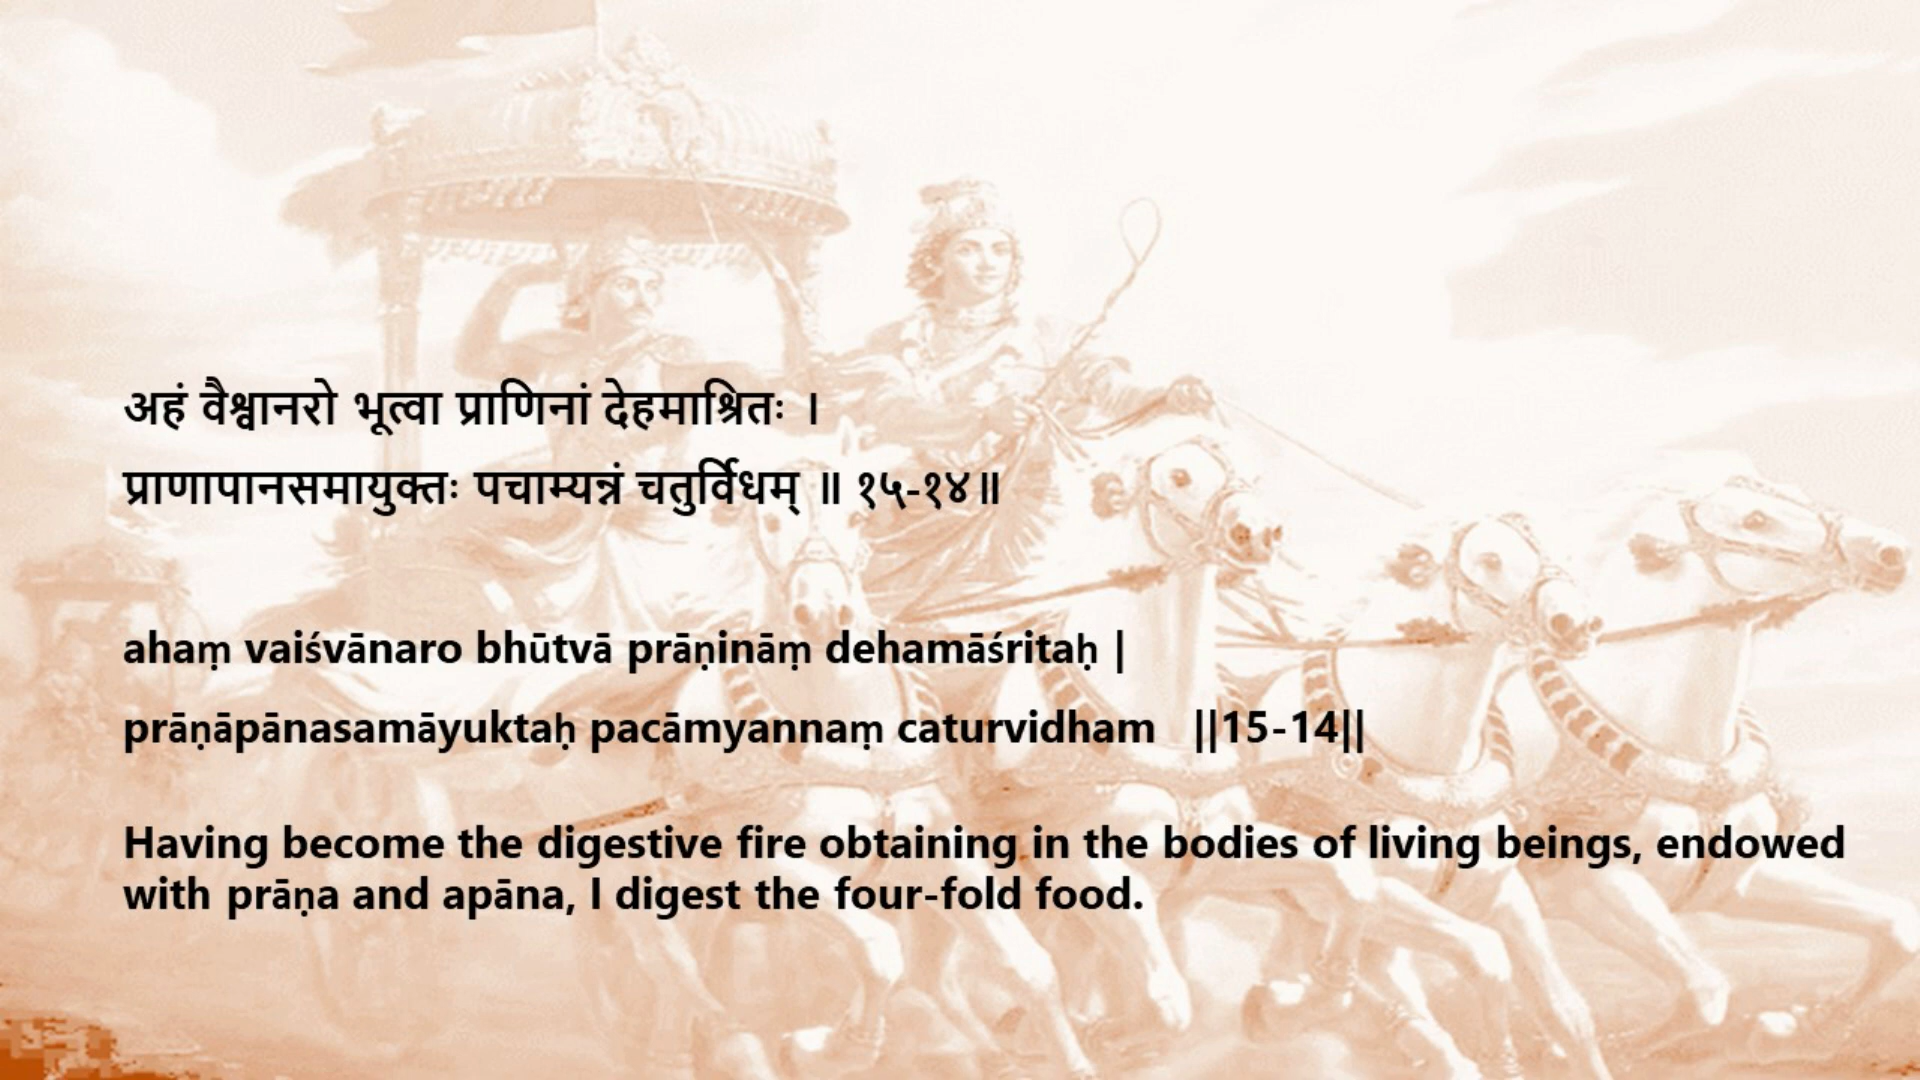 अहं वैश्वानरो भूत्वा प्राणिनां देहमाश्रितः ।
प्राणापानसमायुक्तः पचाम्यन्नं चतुर्विधम् ॥ १५-१४॥
ahaṃ vaiśvānaro bhūtvā prāṇināṃ dehamāśritaḥ |
prāṇāpānasamāyuktaḥ pacāmyannaṃ caturvidham ||15-14||
Having become the digestive fire obtaining in the bodies of living beings, endowed
with prāṇa and apāna, I digest the four-fold food.